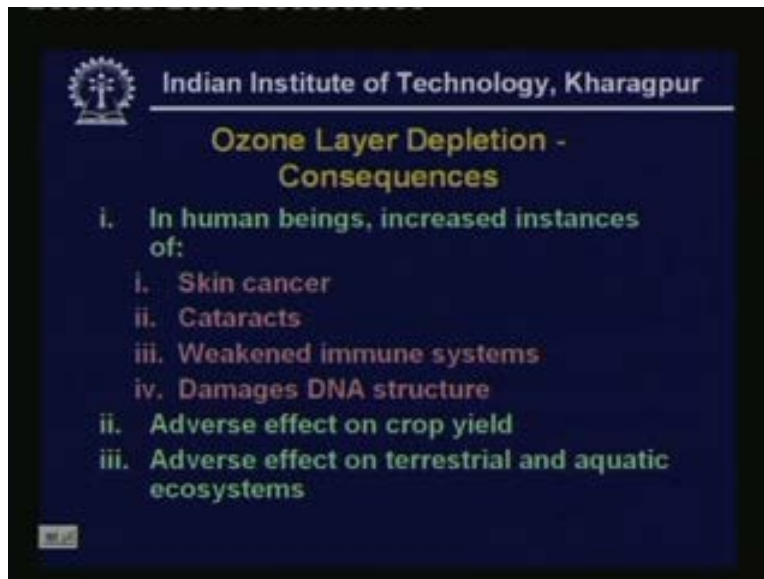 Indian Institute of Technology, Kharagpur
Ozone Layer Depletion -
Consequences
i. In human beings, increased instances
of:
i. Skin cancer
ii. Cataracts
iii. Weakened immune systems
iv. Damages DNA structure
ii. Adverse effect on crop yield
iii. Adverse effect on terrestrial and aquatic
ecosystems